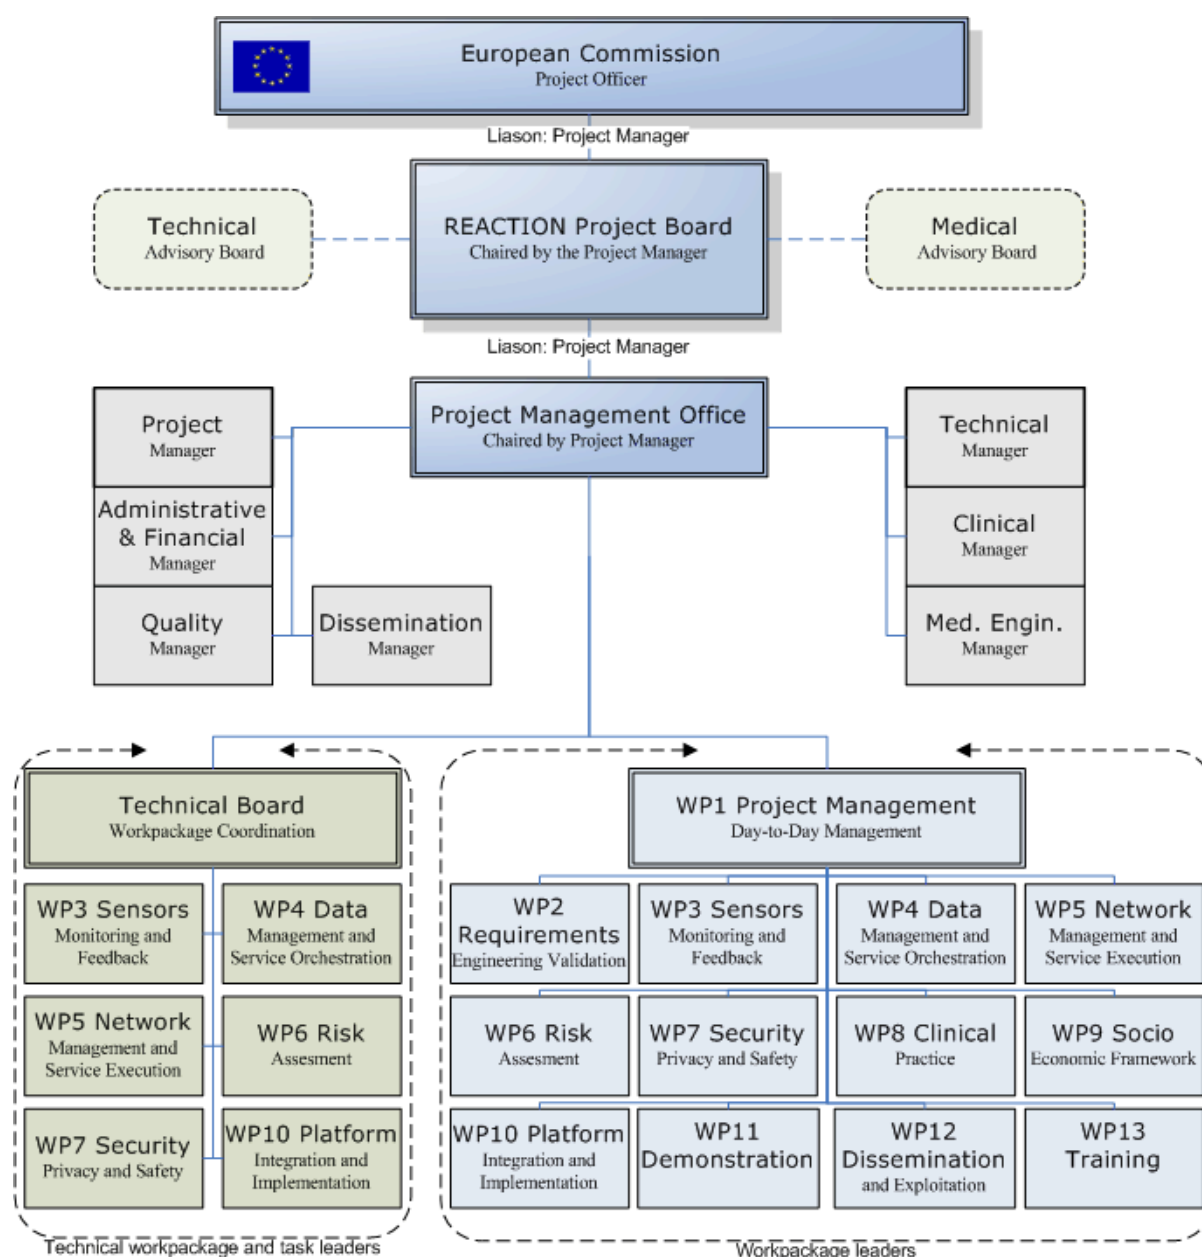 European Commission
Project Officer
Liason: Project Manager
Technical
Advisory Board
REACTION Project Board
Chaired by the Project Manager
Medical
Advisory Board
Liason: Project Manager
Project
Manager
Administrative
& Financial
Manager
Quality
Manager
Dissemination
Manager
Project Management Office
Chaired by Project Manager
Technical
Manager
Clinical
Manager
Med. Engin.
Manager
Technical Board
Workpackage Coordination
WP3 Sensors
Monitoring and
Feedback
WP4 Data
Management and
Service Orchestration
WP5 Network
Management and
Service Execution
WP6 Risk
Assesment
WP7 Security
Privacy and Safety
WP10 Platform
Integration and
Implementation
Technical workpackage and task leaders
WP1 Project Management
Day-to-Day Management
WP2
Requirements
Engineering Validation
WP3 Sensors
Monitoring and
Feedback
WP4 Data
Management and
Service Orchestration
WP5 Network
Management and
Service Execution
WP6 Risk
Assesment
WP7 Security
Privacy and Safety
WP8 Clinical
Practice
WP9 Socio
Economic Framework
WP10 Platform
Integration and
Implementation
WP11
Demonstration
WP12
Dissemination
and Exploitation
WP13
Training
Workpackage leaders